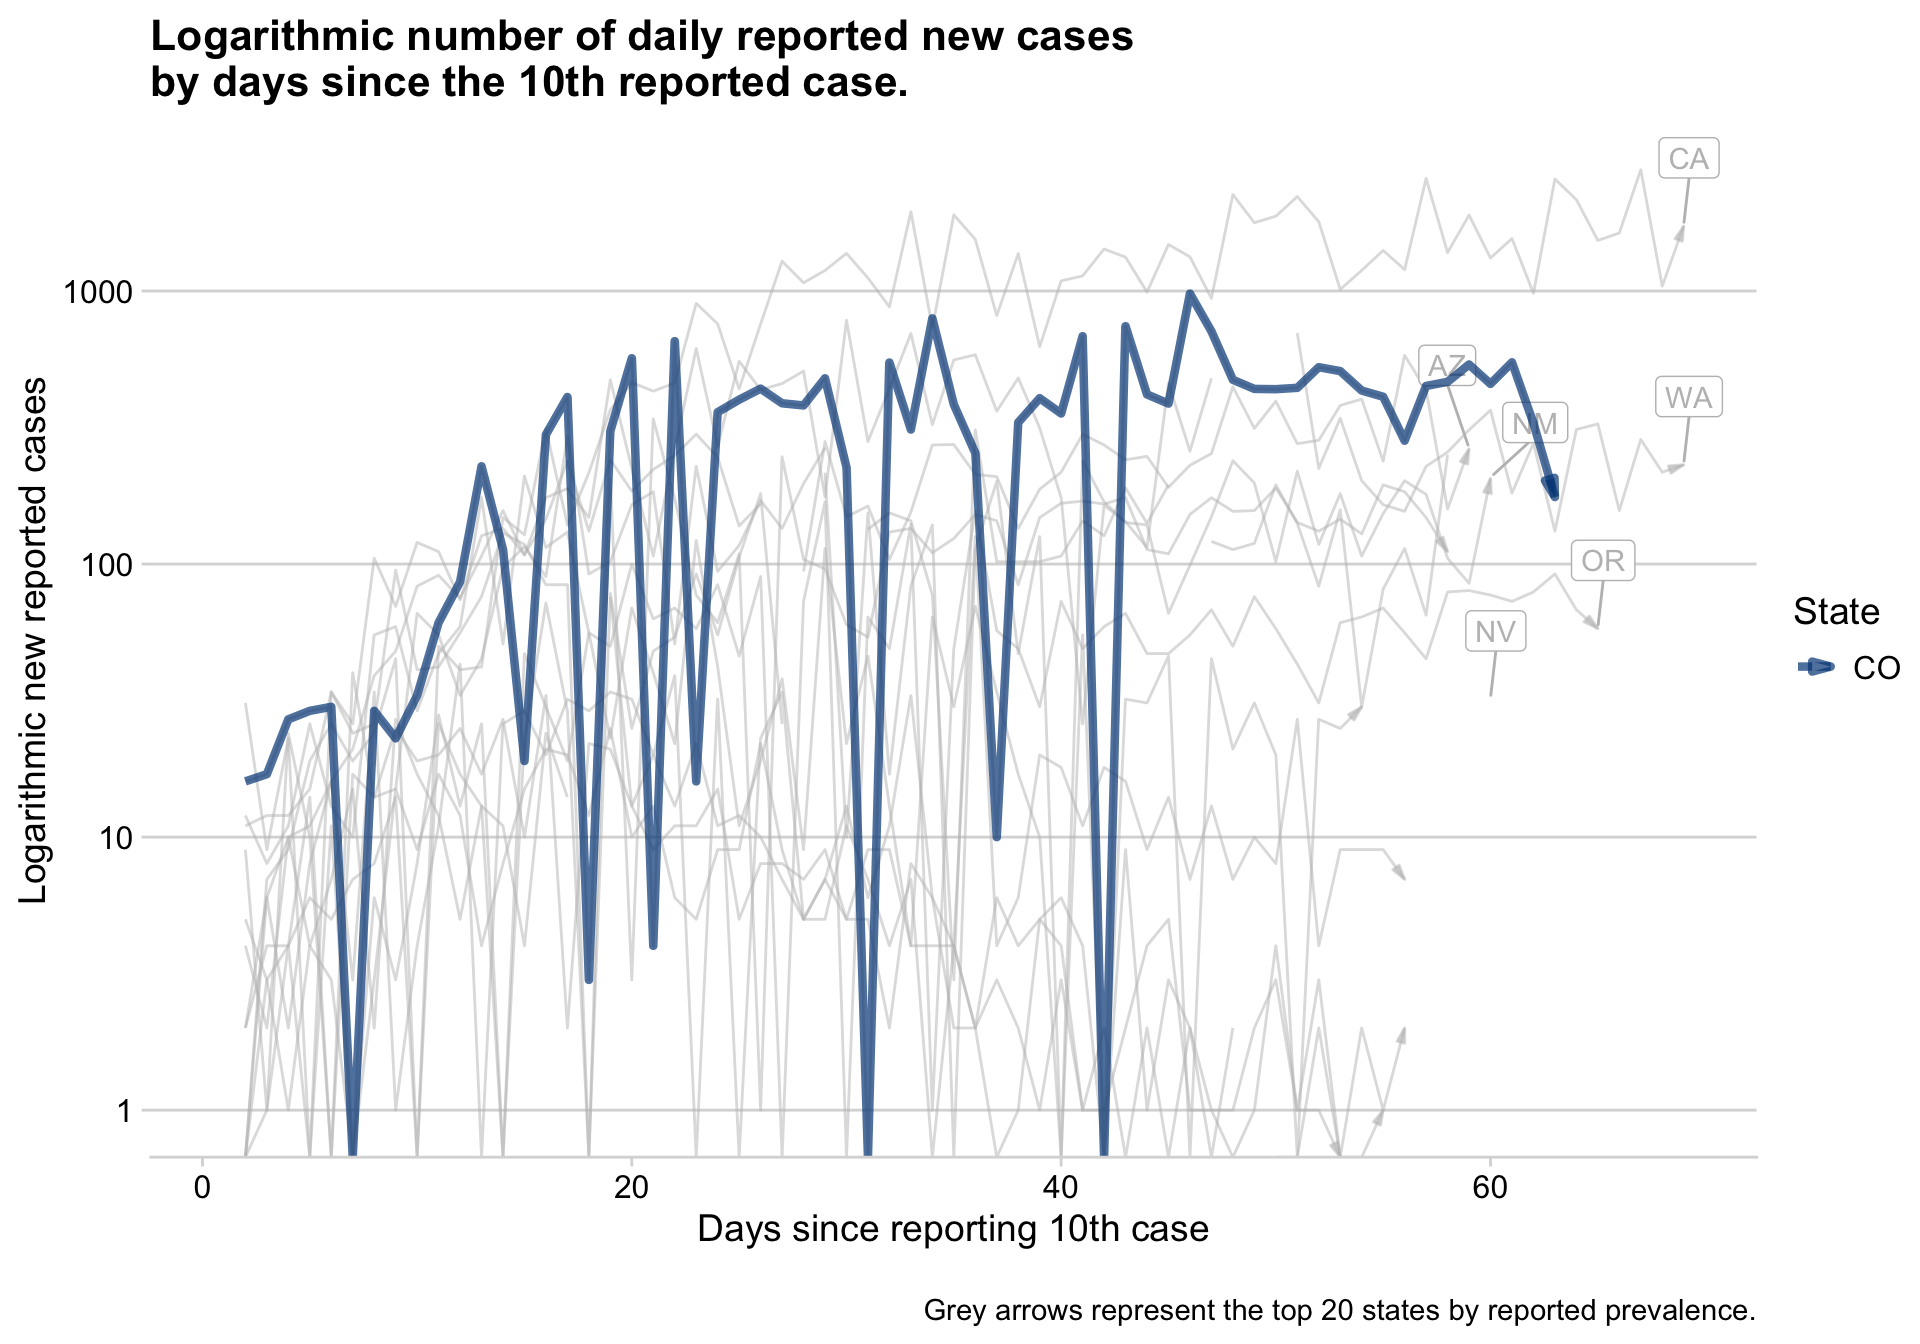 Logarithmic number of daily reported new cases
by days since the 10th reported case.
CA
1000
AZ
WA
NM
100
OR
NV
State
CO
10
1
Logarithmic new reported cases
0
20
40
60
Days since reporting 10th case
Grey arrows represent the top 20 states by reported prevalence.